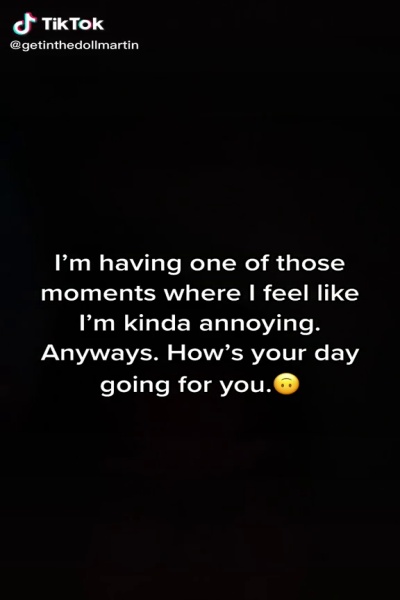 TikTok
@getinthedollmartin
I'm having one of those
moments where I feel like
I'm kinda annoying.
Anyways. How's your day
going for you.🙃